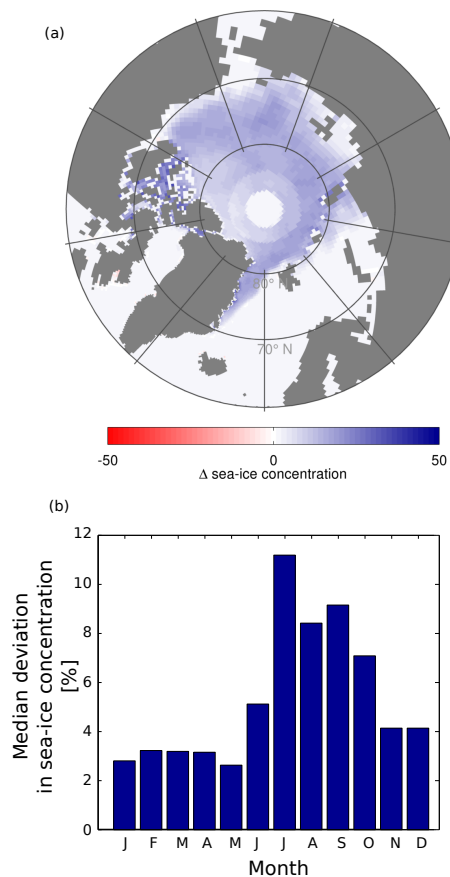 (a)
80° N
70° N
-50 0 50
Δ sea-ice concentration
(b)
Median deviation
in sea-ice concentration
[%]
12
10
8
6
4
2
0
J F M A M J J A S O N D
Month